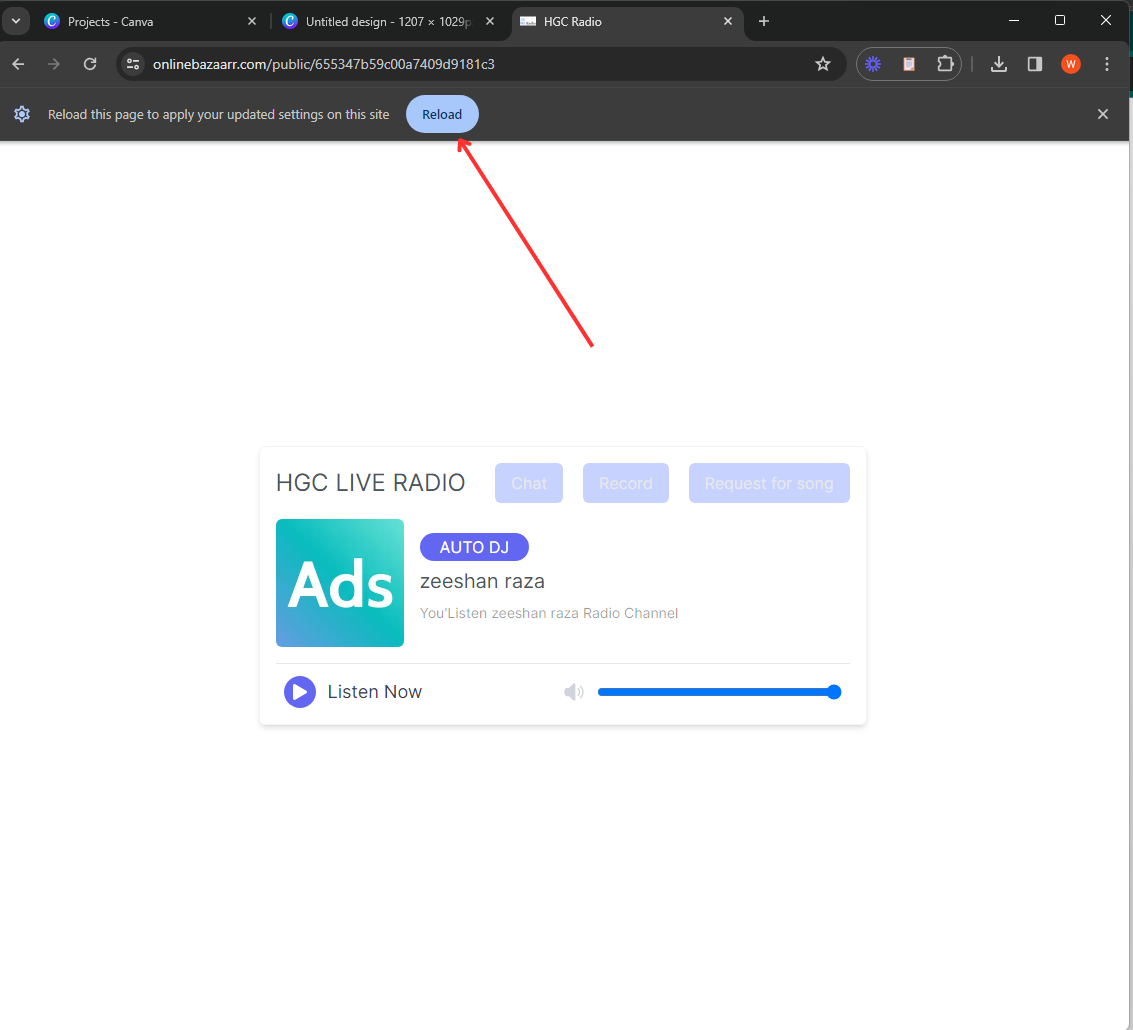 Projects - Canva
Untitled design - 1207 × 1029p
HGC Radio
onlinebazaarr.com/public/655347b59c00a7409d9181c3
W
Reload this page to apply your updated settings on this site
Reload
HGC LIVE RADIO
Chat
Record
Request for song
Ads
AUTO DJ
zeeshan raza
You'Listen zeeshan raza Radio Channel
Listen Now